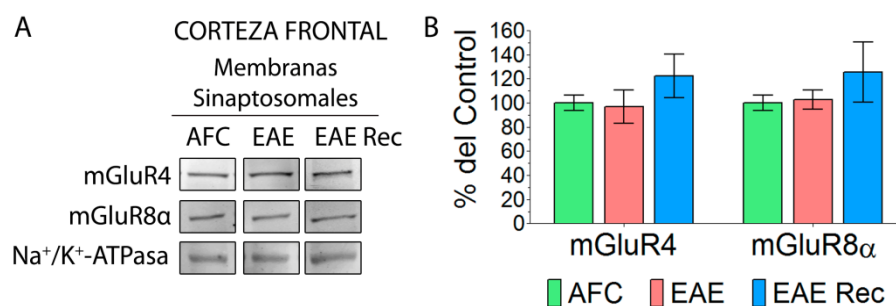 A
CORTEZA FRONTAL
Membranas
Sinaptosomales
AFC EAE EAE Rec
mGluR4
mGluR8α
Na⁺/K⁺-ATPasa
B
% del Control
160
140
120
100
80
60
40
20
0
mGluR4 mGluR8α
AFC EAE EAE Rec